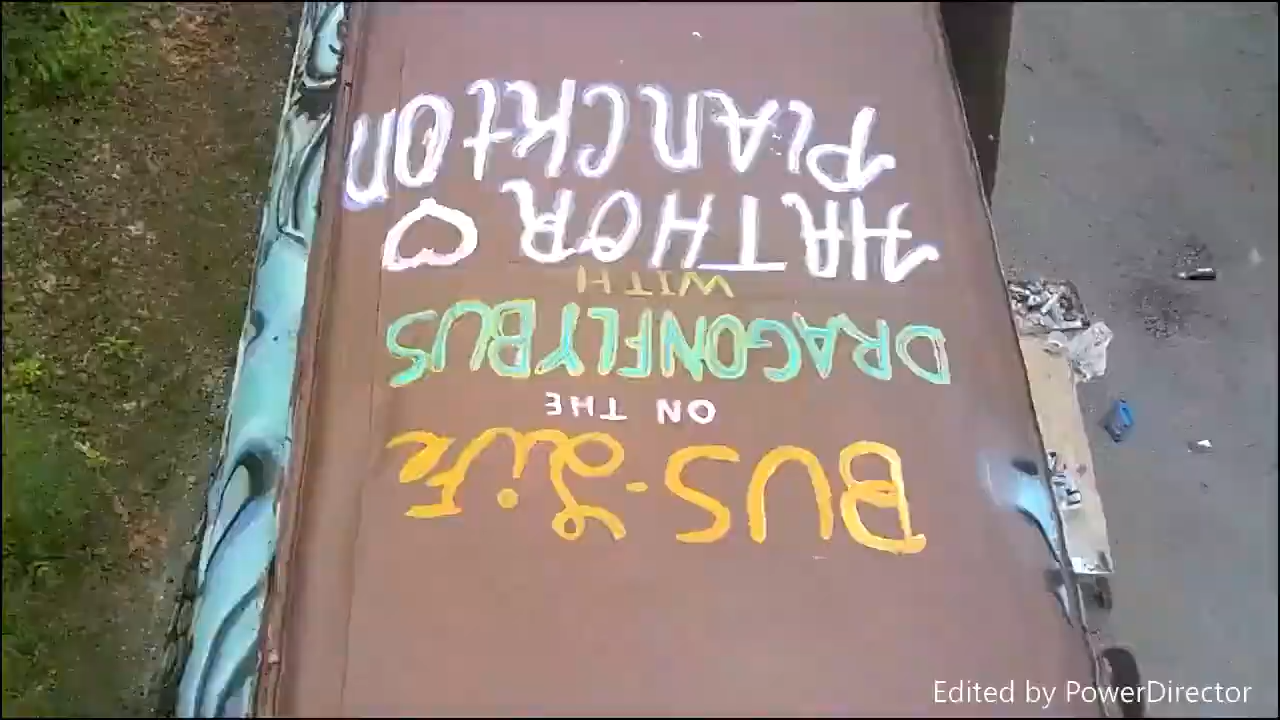 BUS-LiFe
ON THE
DRAGONFLYBUS
WITH
HATHOR
PLANCKton
Edited by PowerDirector